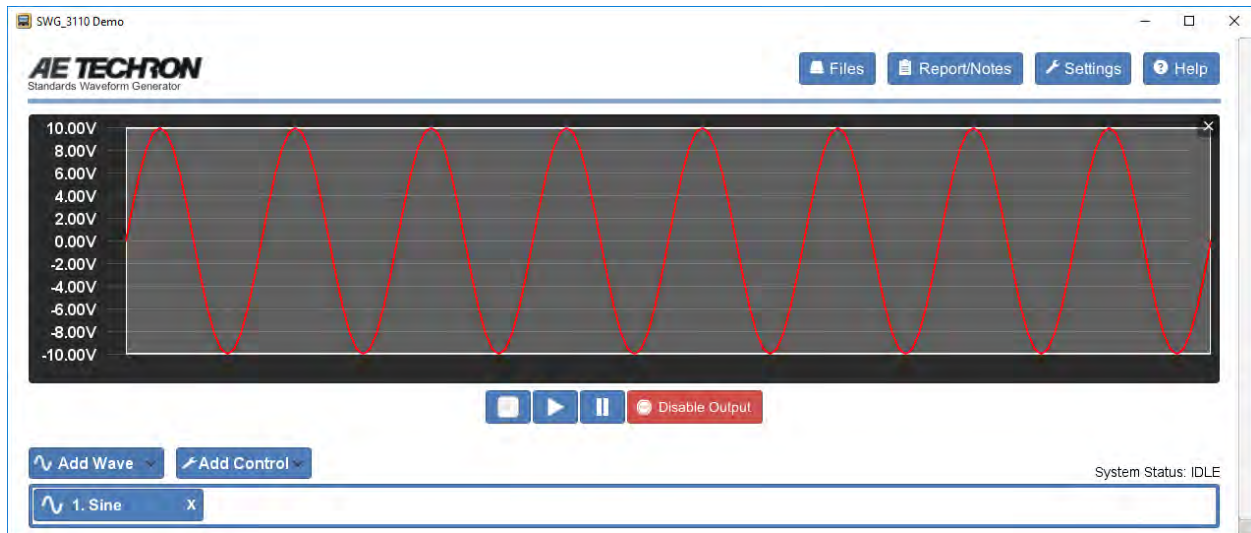 SWG_3110 Demo
AE TECHRON
Standards Waveform Generator
Files
Report/Notes
Settings
Help
10.00V
8.00V
6.00V
4.00V
2.00V
0.00V
-2.00V
-4.00V
-6.00V
-8.00V
-10.00V
Disable Output
Add Wave
Add Control
System Status: IDLE
1. Sine X